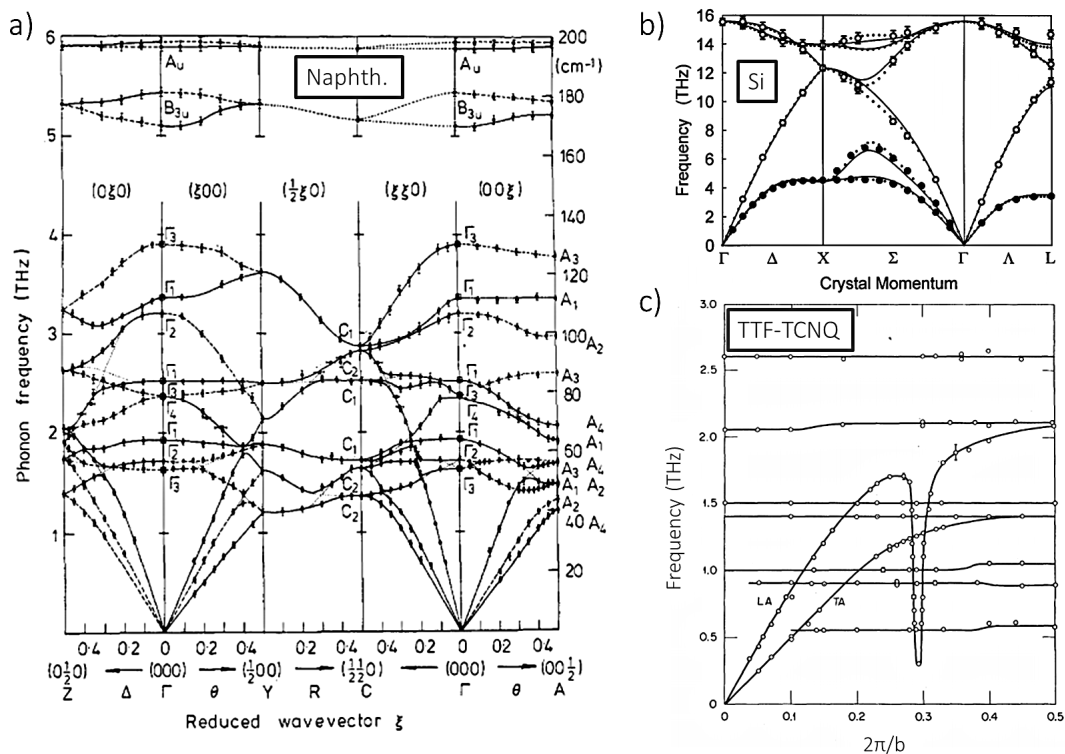 a)
Naphth.
6
5
4
3
2
1
Phonon frequency (THz)
200
(cm⁻¹)
180
160
140
120
100
80
60
40
20
A_u A_u
B_3u B_3u
(0ξ0) (ξ00) (½ξ0) (ξξ0) (00ξ)
Γ3 Γ3
Γ1 Γ1
Γ2 Γ2
Γ1 Γ1
Γ3 Γ3
Γ4 Γ4
Γ1 Γ1
Γ2 Γ2
Γ3 Γ3
C1
C2
C1
C1
C2
C2
A3
A1
A2
A3
A4
A1
A4
A3
A1 A2
A2
A4
0·4 0·2 0 0·2 0·4 0·2 0·4 0·4 0·2 0 0·2 0·4
(0½0) (000) (½00) (½½0) (000) (00½)
Z Δ Γ θ Y R C Γ θ A
Reduced wavevector ξ
b)
Si
16
14
12
10
8
6
4
2
0
Frequency (THz)
Γ Δ X Σ Γ Λ L
Crystal Momentum
c)
TTF-TCNQ
3.0
2.5
2.0
1.5
1.0
0.5
0
Frequency (THz)
LA
TA
0 0.1 0.2 0.3 0.4 0.5
2π/b